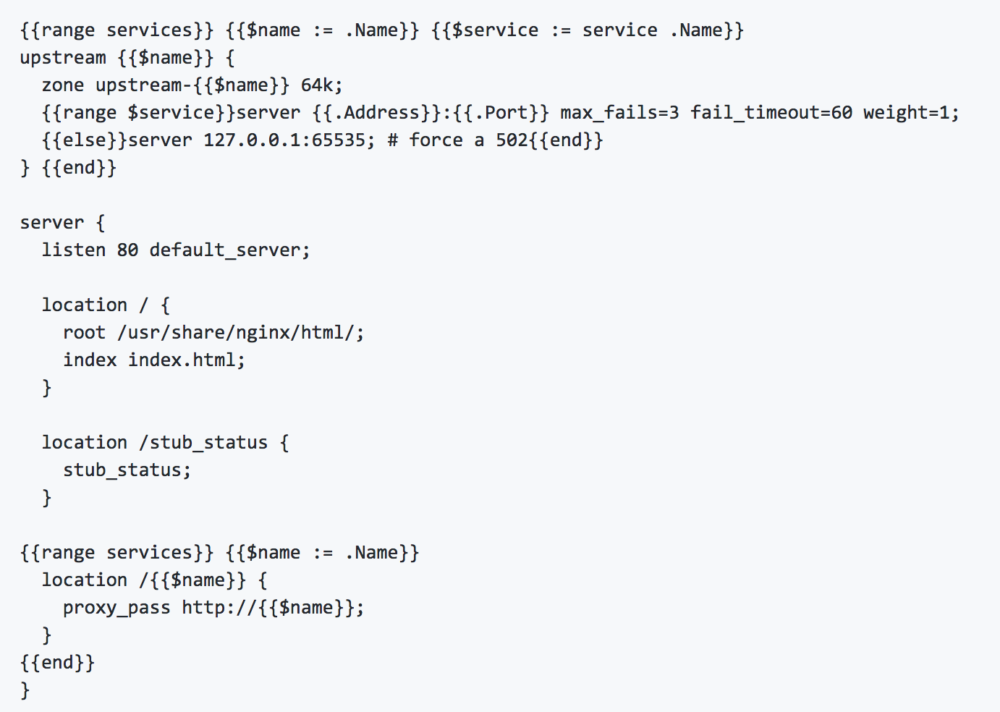 {{range services}} {{$name := .Name}} {{$service := service .Name}}
upstream {{$name}} {
  zone upstream-{{$name}} 64k;
  {{range $service}}server {{.Address}}:{{.Port}} max_fails=3 fail_timeout=60 weight=1;
  {{else}}server 127.0.0.1:65535; # force a 502{{end}}
} {{end}}

server {
  listen 80 default_server;

  location / {
    root /usr/share/nginx/html/;
    index index.html;
  }

  location /stub_status {
    stub_status;
  }

{{range services}} {{$name := .Name}}
  location /{{$name}} {
    proxy_pass http://{{$name}};
  }
{{end}}
}